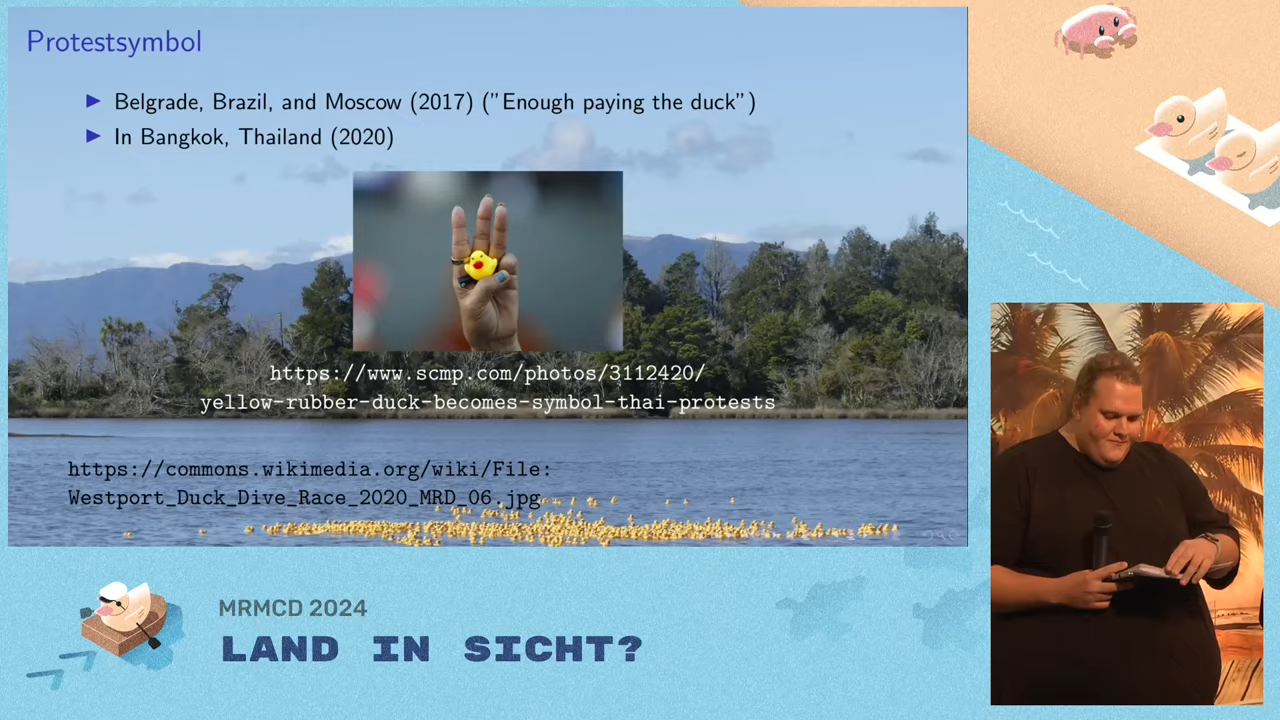 Protestsymbol
Belgrade, Brazil, and Moscow (2017) ("Enough paying the duck")
In Bangkok, Thailand (2020)
https://www.scmp.com/photos/3112420/
yellow-rubber-duck-becomes-symbol-thai-protests
https://commons.wikimedia.org/wiki/File:
Westport_Duck_Dive_Race_2020_MRD_06.jpg
MRMCD 2024
LAND IN SICHT?